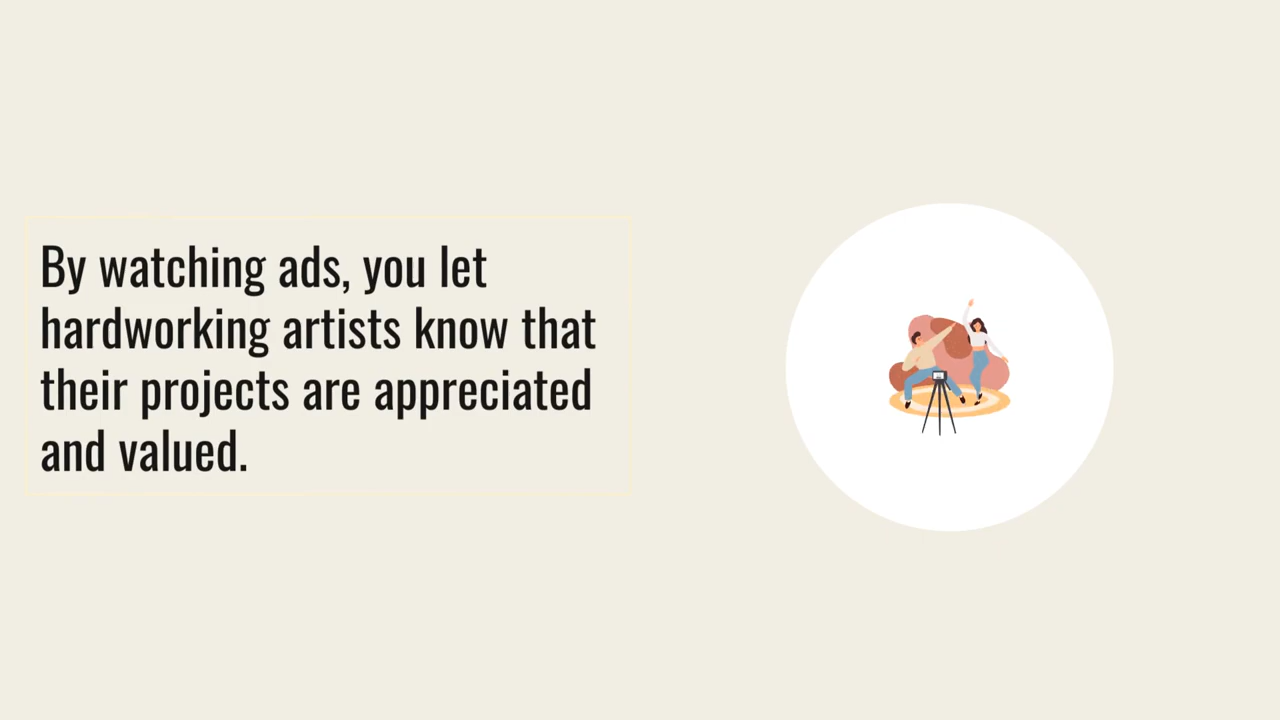 By watching ads, you let
hardworking artists know that
their projects are appreciated
and valued.